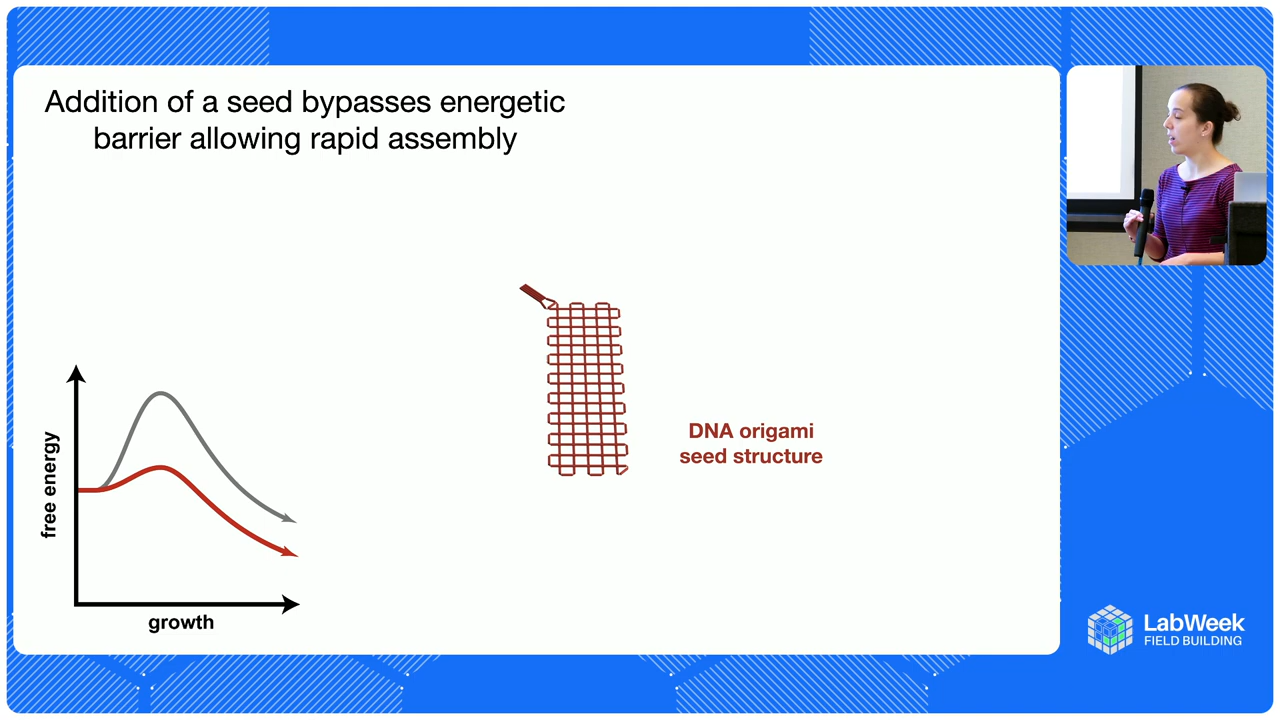 Addition of a seed bypasses energetic
barrier allowing rapid assembly
DNA origami
seed structure
free energy
growth
LabWeek
FIELD BUILDING